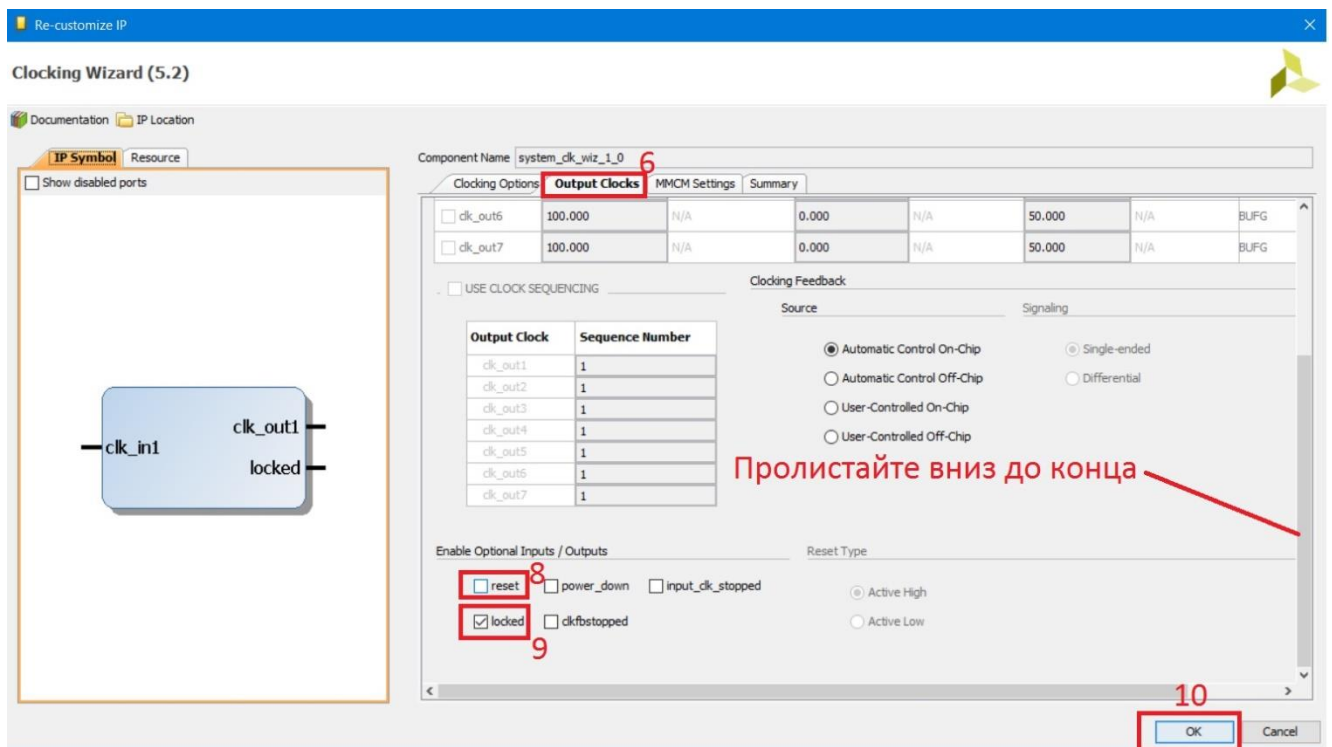 Re-customize IP
Clocking Wizard (5.2)
Documentation IP Location
IP Symbol Resource
Show disabled ports
clk_in1
clk_out1
locked
Component Name system_clk_wiz_1_0
6
Clocking Options Output Clocks MMCM Settings Summary
clk_out6 100.000 N/A 0.000 N/A 50.000 N/A BUFG
clk_out7 100.000 N/A 0.000 N/A 50.000 N/A BUFG
USE CLOCK SEQUENCING
Clocking Feedback
Source Signaling
Output Clock Sequence Number
clk_out1 1
clk_out2 1
clk_out3 1
clk_out4 1
clk_out5 1
clk_out6 1
clk_out7 1
Automatic Control On-Chip Single-ended
Automatic Control Off-Chip Differential
User-Controlled On-Chip
User-Controlled Off-Chip
Пролистайте вниз до конца
Enable Optional Inputs / Outputs Reset Type
reset 8 power_down input_clk_stopped Active High
locked clkfbstopped Active Low
9
10
OK Cancel